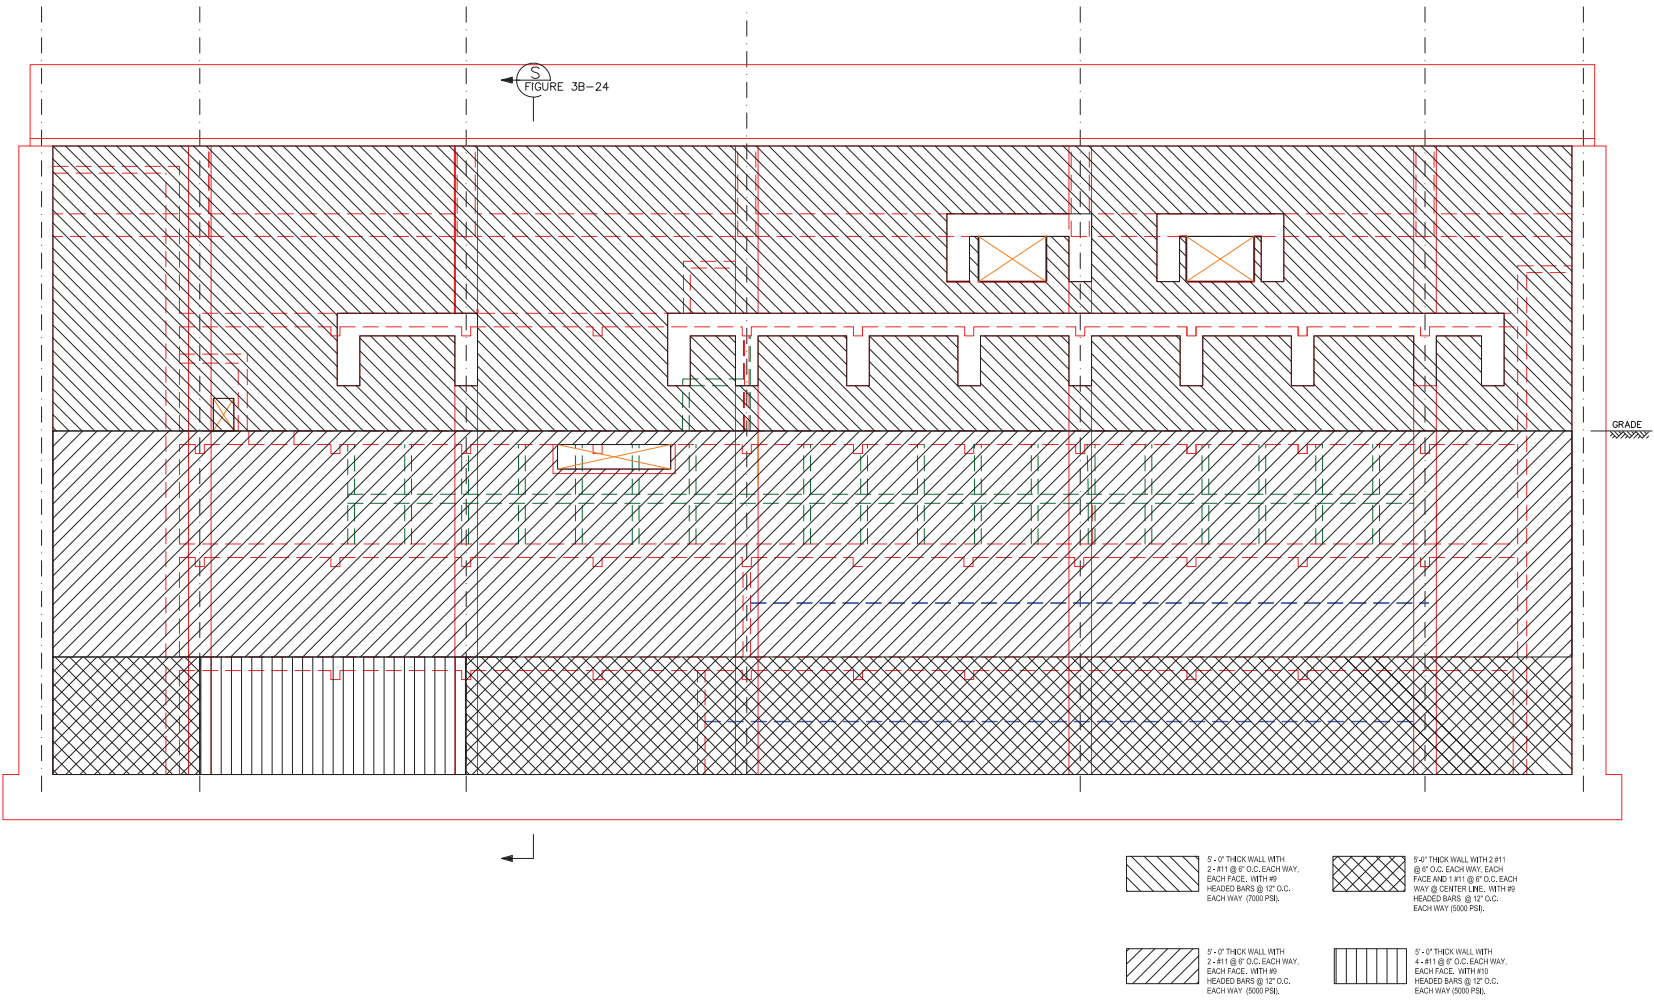 S
FIGURE 3B-24
GRADE
5'- 0" THICK WALL WITH
2 - #11 @ 6" O.C. EACH WAY,
EACH FACE. WITH #9
HEADED BARS @ 12" O.C.
EACH WAY (7000 PSI).
5'-0" THICK WALL WITH 2 #11
@ 6" O.C. EACH WAY, EACH
FACE AND 1 #11 @ 6" O.C. EACH
WAY @ CENTER LINE. WITH #9
HEADED BARS @ 12" O.C.
EACH WAY (5000 PSI).
5'- 0" THICK WALL WITH
2 - #11 @ 6" O.C. EACH WAY,
EACH FACE. WITH #9
HEADED BARS @ 12" O.C.
EACH WAY (5000 PSI).
5'- 0" THICK WALL WITH
4 - #11 @ 6" O.C. EACH WAY,
EACH FACE. WITH #10
HEADED BARS @ 12" O.C.
EACH WAY (5000 PSI).